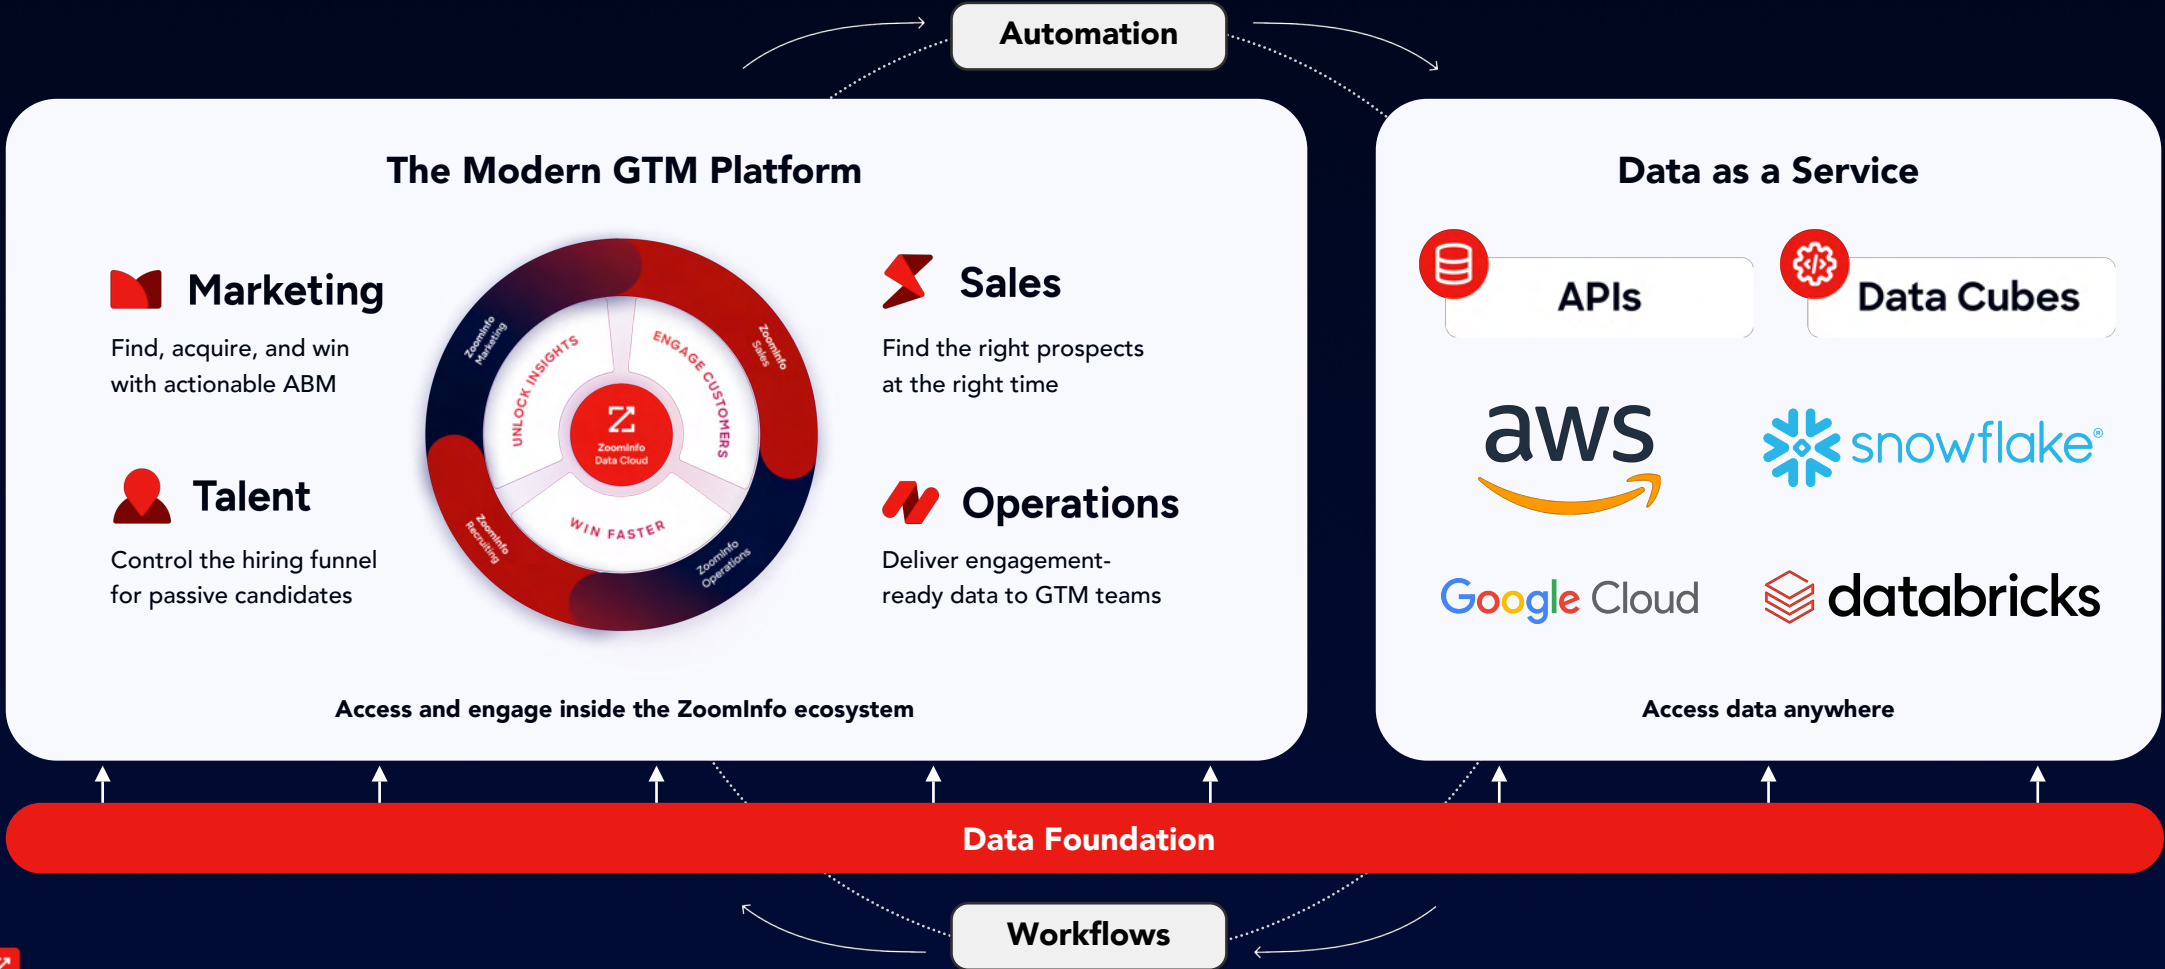 Automation
The Modern GTM Platform
Marketing
Find, acquire, and win
with actionable ABM
Talent
Control the hiring funnel
for passive candidates
ZoomInfo
Marketing
ZoomInfo
Sales
ZoomInfo
Recruiting
ZoomInfo
Operations
UNLOCK INSIGHTS
ENGAGE CUSTOMERS
WIN FASTER
ZoomInfo
Data Cloud
Sales
Find the right prospects
at the right time
Operations
Deliver engagement-
ready data to GTM teams
Access and engage inside the ZoomInfo ecosystem
Data as a Service
APIs
Data Cubes
aws
snowflake®
Google Cloud
databricks
Access data anywhere
Data Foundation
Workflows